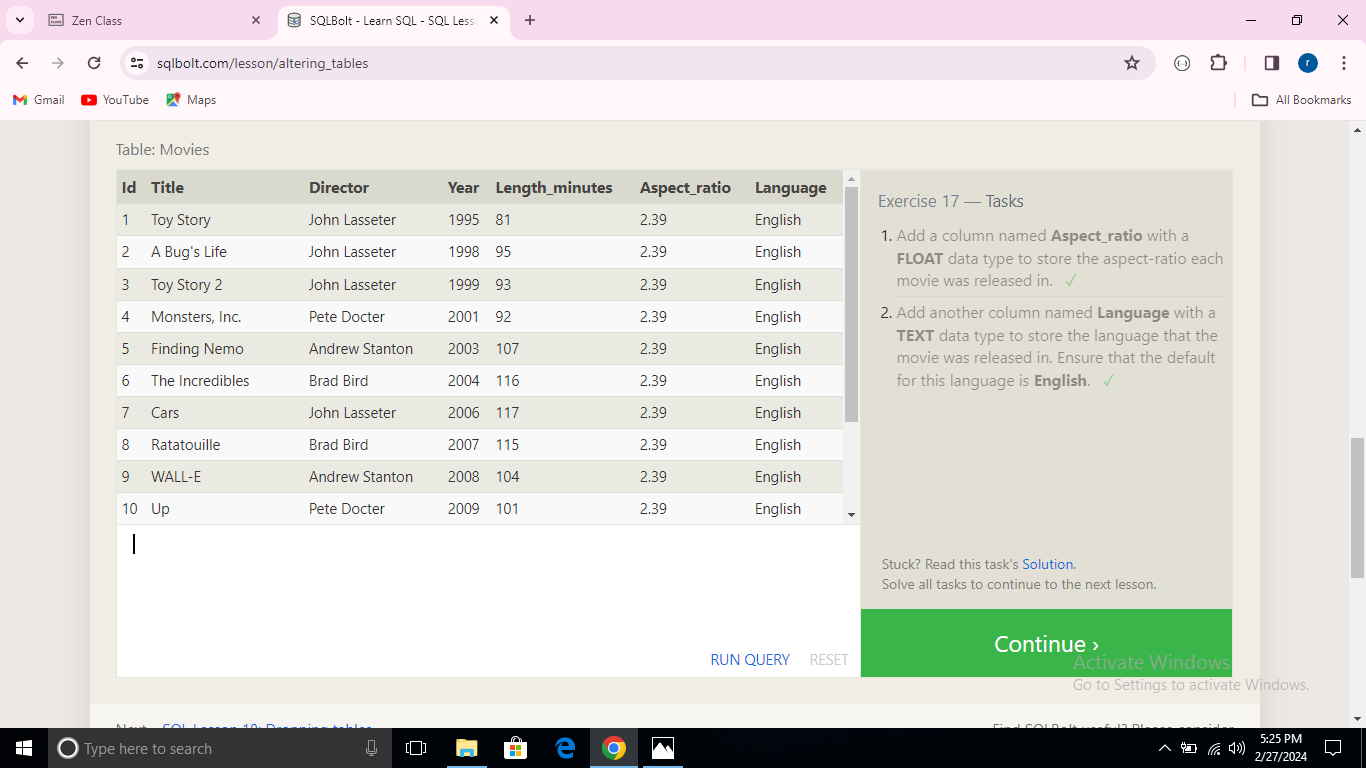 Zen Class
SQLBolt - Learn SQL - SQL Less
sqlbolt.com/lesson/altering_tables
r
Gmail YouTube Maps All Bookmarks
Table: Movies
Id Title Director Year Length_minutes Aspect_ratio Language
1 Toy Story John Lasseter 1995 81 2.39 English
2 A Bug's Life John Lasseter 1998 95 2.39 English
3 Toy Story 2 John Lasseter 1999 93 2.39 English
4 Monsters, Inc. Pete Docter 2001 92 2.39 English
5 Finding Nemo Andrew Stanton 2003 107 2.39 English
6 The Incredibles Brad Bird 2004 116 2.39 English
7 Cars John Lasseter 2006 117 2.39 English
8 Ratatouille Brad Bird 2007 115 2.39 English
9 WALL-E Andrew Stanton 2008 104 2.39 English
10 Up Pete Docter 2009 101 2.39 English
Exercise 17 — Tasks
1. Add a column named Aspect_ratio with a
FLOAT data type to store the aspect-ratio each
movie was released in. ✓
2. Add another column named Language with a
TEXT data type to store the language that the
movie was released in. Ensure that the default
for this language is English. ✓
Stuck? Read this task's Solution.
Solve all tasks to continue to the next lesson.
RUN QUERY RESET
Continue ›
Activate Windows
Go to Settings to activate Windows.
Next – SQL Lesson 18: Dropping tables
Find SQLBolt useful? Please consider
Type here to search
5:25 PM
2/27/2024